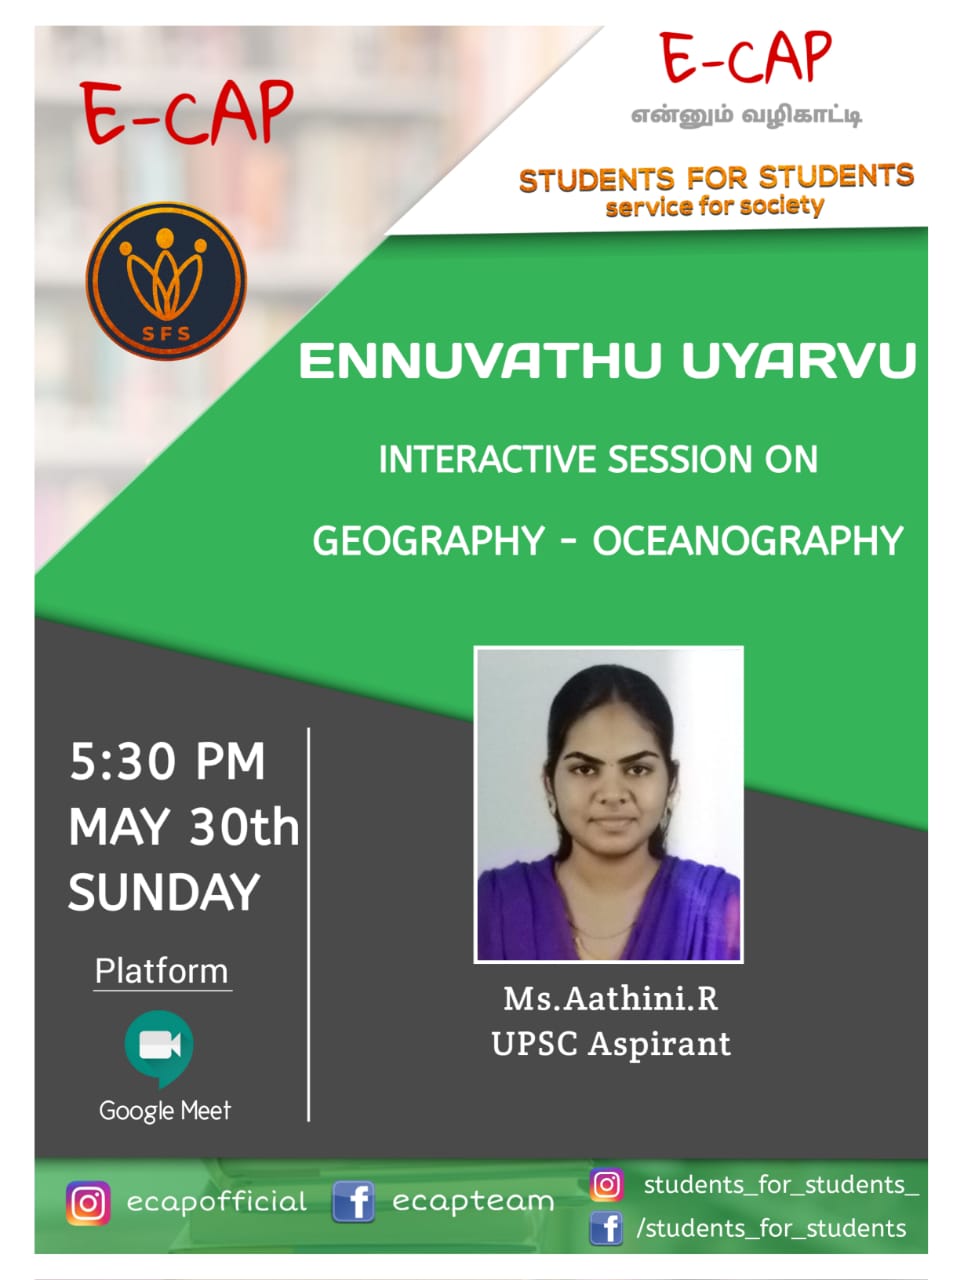 E-CAP
E-CAP
என்னும் வழிகாட்டி
STUDENTS FOR STUDENTS
service for society
SFS
ENNUVATHU UYARVU
INTERACTIVE SESSION ON
GEOGRAPHY - OCEANOGRAPHY
5:30 PM
MAY 30th
SUNDAY
Platform
Google Meet
Ms.Aathini.R
UPSC Aspirant
ecapofficial
ecapteam
students_for_students_
/students_for_students